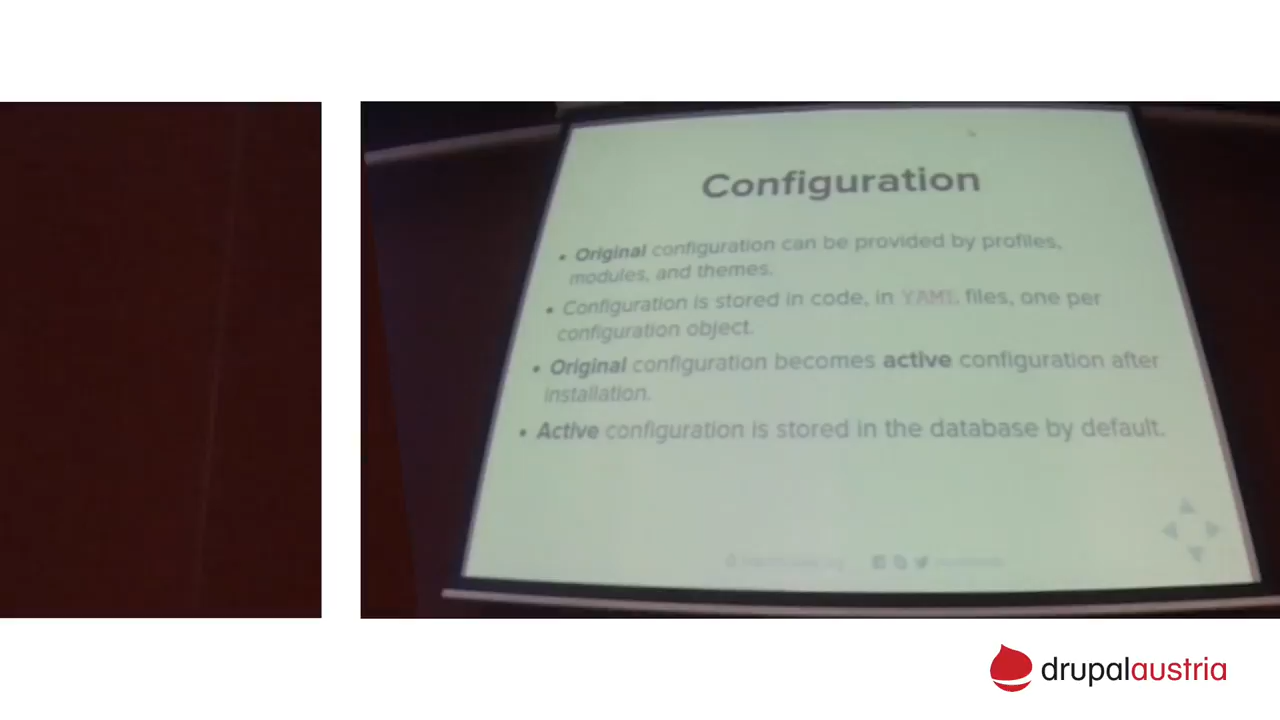 Configuration
• Original configuration can be provided by profiles,
modules, and themes.
• Configuration is stored in code, in YAML files, one per
configuration object.
• Original configuration becomes active configuration after
installation.
• Active configuration is stored in the database by default.
drupalaustria